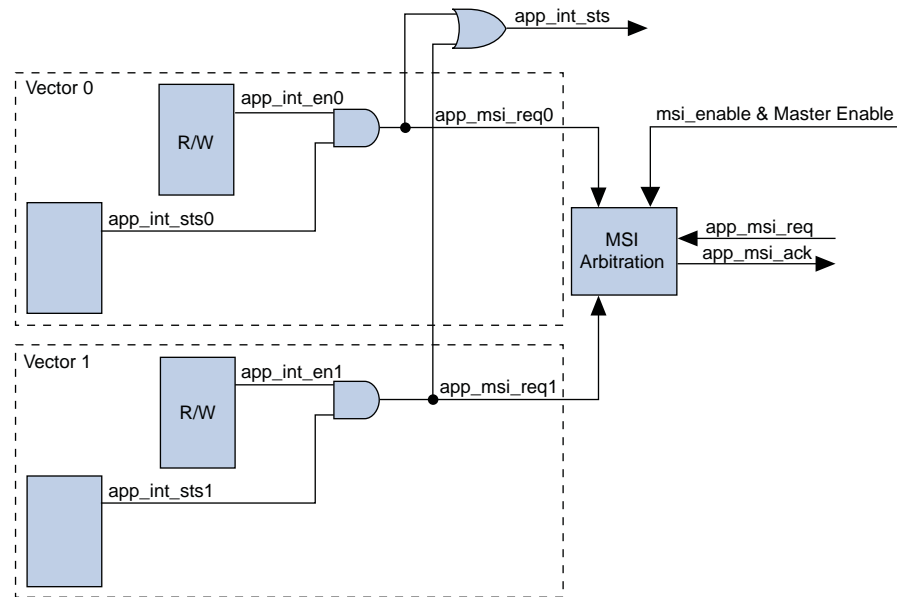 app_int_sts
Vector 0
app_int_en0
R/W
app_msi_req0
msi_enable & Master Enable
app_int_sts0
MSI
Arbitration
app_msi_req
app_msi_ack
Vector 1
app_int_en1
R/W
app_msi_req1
app_int_sts1